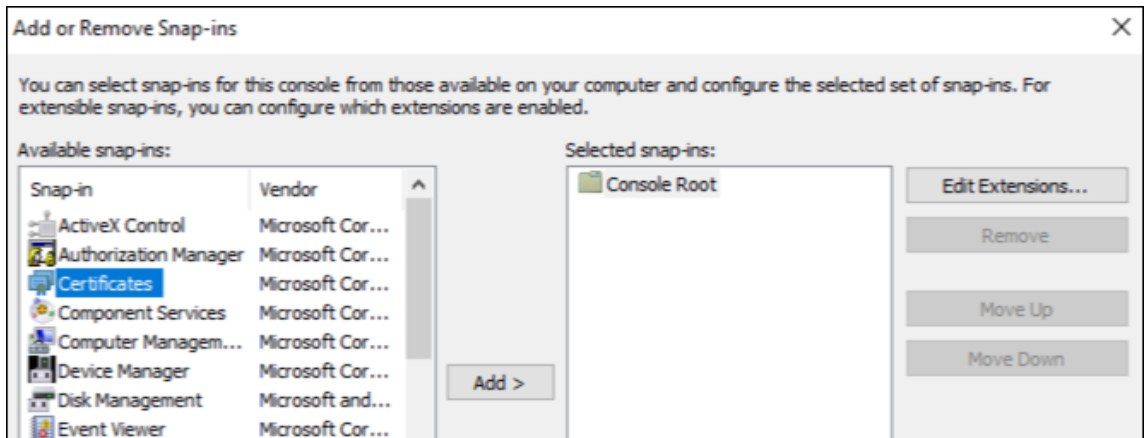 Add or Remove Snap-ins
You can select snap-ins for this console from those available on your computer and configure the selected set of snap-ins. For
extensible snap-ins, you can configure which extensions are enabled.
Available snap-ins:
Snap-in Vendor
ActiveX Control Microsoft Cor...
Authorization Manager Microsoft Cor...
Certificates Microsoft Cor...
Component Services Microsoft Cor...
Computer Managem... Microsoft Cor...
Device Manager Microsoft Cor...
Disk Management Microsoft and...
Event Viewer Microsoft Cor...
Add >
Selected snap-ins:
Console Root
Edit Extensions...
Remove
Move Up
Move Down